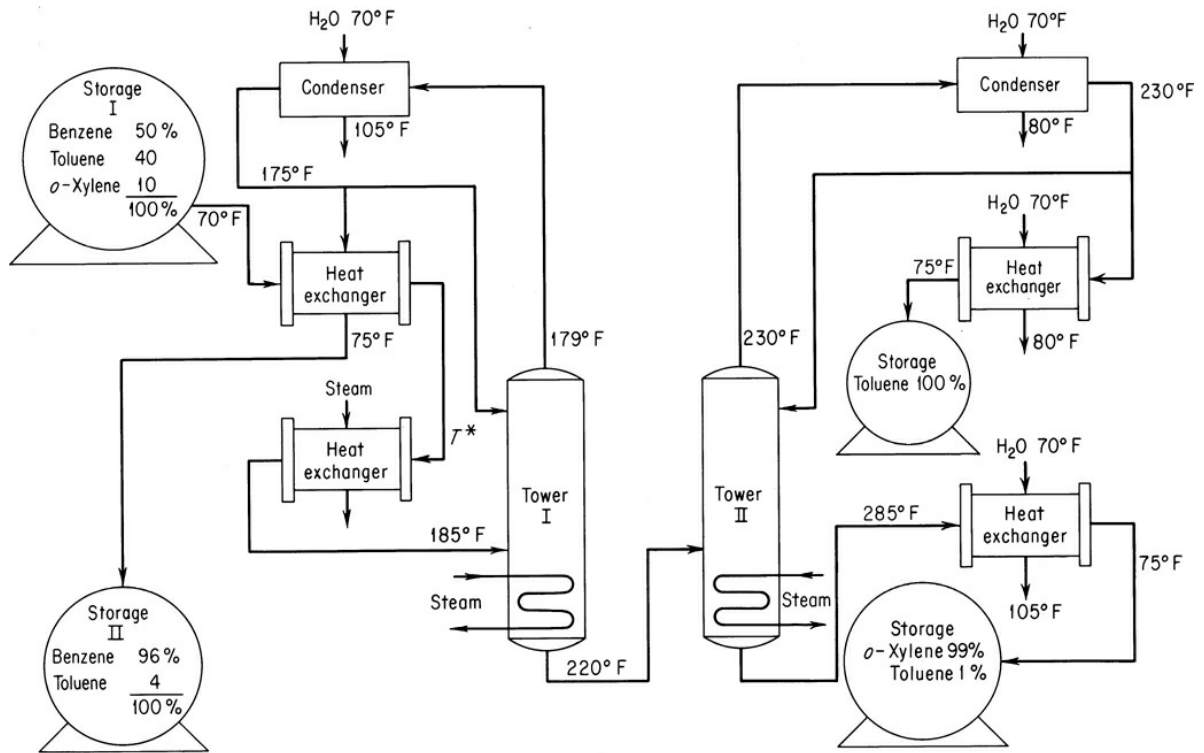 H₂O 70°F
Condenser
105°F
175°F
Storage
I
Benzene 50%
Toluene 40
o-Xylene 10
100%
70°F
Heat
exchanger
75°F
179°F
Steam
T*
Heat
exchanger
185°F
Tower
I
Steam
220°F
Storage
II
Benzene 96%
Toluene 4
100%
H₂O 70°F
Condenser
230°F
80°F
H₂O 70°F
75°F
Heat
exchanger
230°F
80°F
Storage
Toluene 100%
H₂O 70°F
Tower
II
285°F
Heat
exchanger
75°F
Steam
105°F
Storage
o-Xylene 99%
Toluene 1%